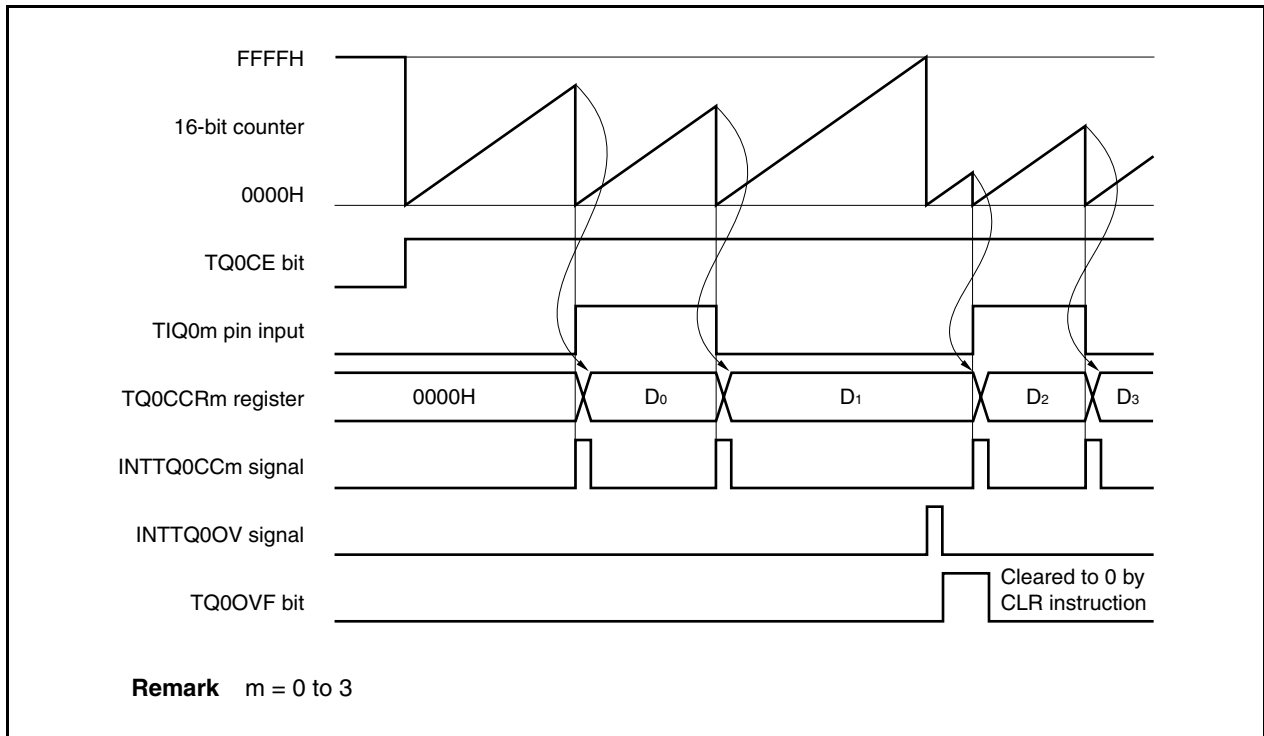 FFFFH
16-bit counter
0000H
TQ0CE bit
TIQ0m pin input
TQ0CCRm register
0000H
D0
D1
D2
D3
INTTQ0CCm signal
INTTQ0OV signal
TQ0OVF bit
Cleared to 0 by
CLR instruction
Remark m = 0 to 3